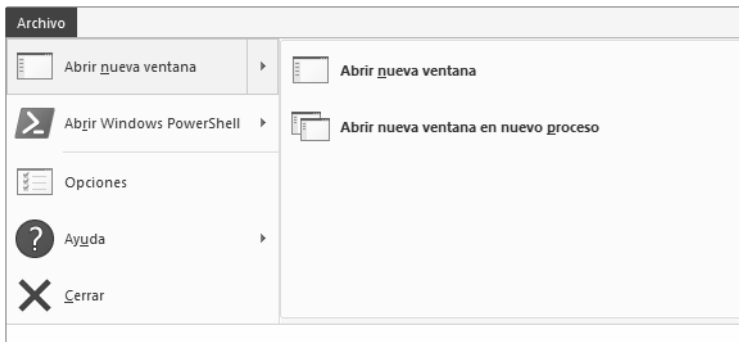 Archivo
Abrir nueva ventana
Abrir Windows PowerShell
Opciones
Ayuda
Cerrar
Abrir nueva ventana
Abrir nueva ventana en nuevo proceso